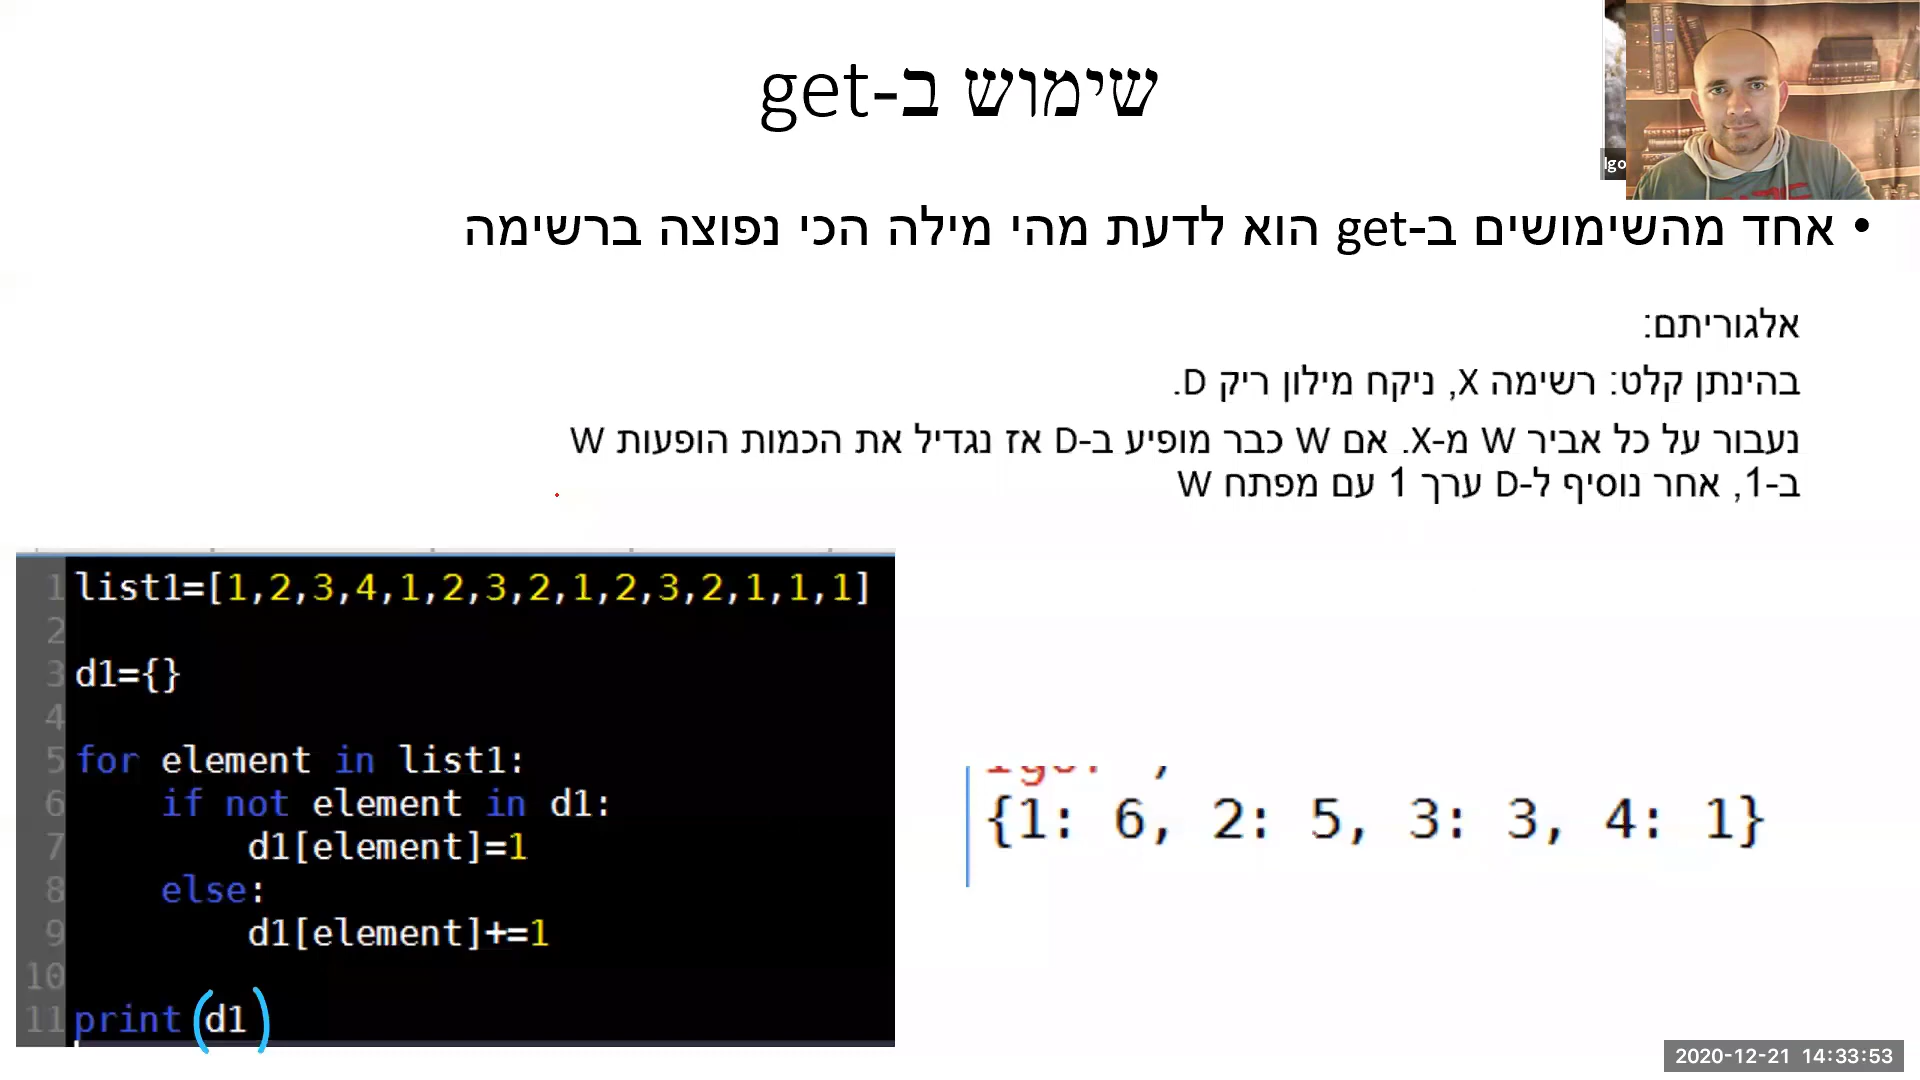 שימוש ב-get
Igo
• אחד מהשימושים ב-get הוא לדעת מהי מילה הכי נפוצה ברשימה
אלגוריתם:
בהינתן קלט: רשימה X, ניקח מילון ריק D.
נעבור על כל אביר W מ-X. אם W כבר מופיע ב-D אז נגדיל את הכמות הופעות W
ב-1, אחר נוסיף ל-D ערך 1 עם מפתח W
1 list1=[1,2,3,4,1,2,3,2,1,2,3,2,1,1,1]
2
3 d1={}
4
5 for element in list1:
6     if not element in d1:
7         d1[element]=1
8     else:
9         d1[element]+=1
10
11 print(d1)
{1: 6, 2: 5, 3: 3, 4: 1}
2020-12-21 14:33:53